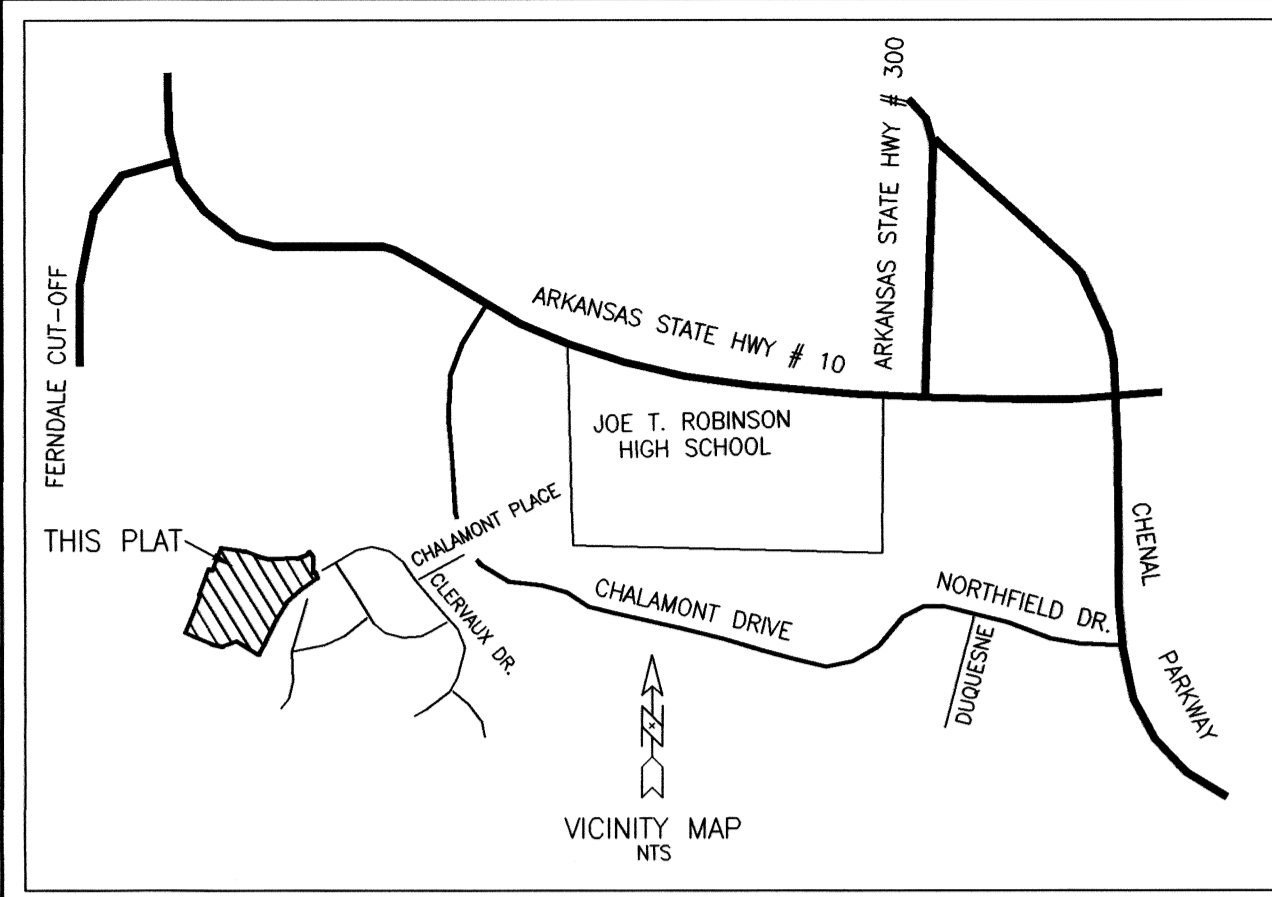 ARKANSAS STATE HWY # 300
FERNDALE CUT-OFF
ARKANSAS STATE HWY # 10
JOE T. ROBINSON
HIGH SCHOOL
THIS PLAT
CHALAMONT PLACE
CLERVAUX DR.
CHALAMONT DRIVE
NORTHFIELD DR.
DUQUESNE
CHENAL
PARKWAY
N
VICINITY MAP
NTS